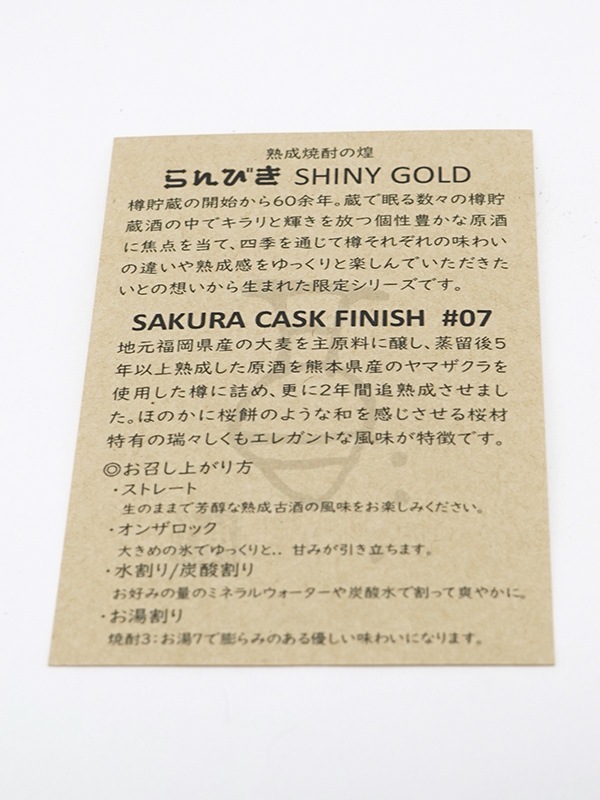 熟成焼酎の煌
らんびき SHINY GOLD
樽貯蔵の開始から60余年。蔵で眠る数々の樽貯
蔵酒の中でキラリと輝きを放つ個性豊かな原酒
に焦点を当て、四季を通じて樽それぞれの味わい
の違いや熟成感をゆっくりと楽しんでいただきた
いとの想いから生まれた限定シリーズです。
SAKURA CASK FINISH #07
地元福岡県産の大麦を主原料に醸し、蒸留後5
年以上熟成した原酒を熊本県産のヤマザクラを
使用した樽に詰め、更に2年間追熟成させまし
た。ほのかに桜餅のような和を感じさせる桜材
特有の瑞々しくもエレガントな風味が特徴です。
◎お召し上がり方
・ストレート
生のままで芳醇な熟成古酒の風味をお楽しみください。
・オンザロック
大きめの氷でゆっくりと.. 甘みが引き立ちます。
・水割り/炭酸割り
お好みの量のミネラルウォーターや炭酸水で割って爽やかに。
・お湯割り
焼酎3:お湯7で膨らみのある優しい味わいになります。